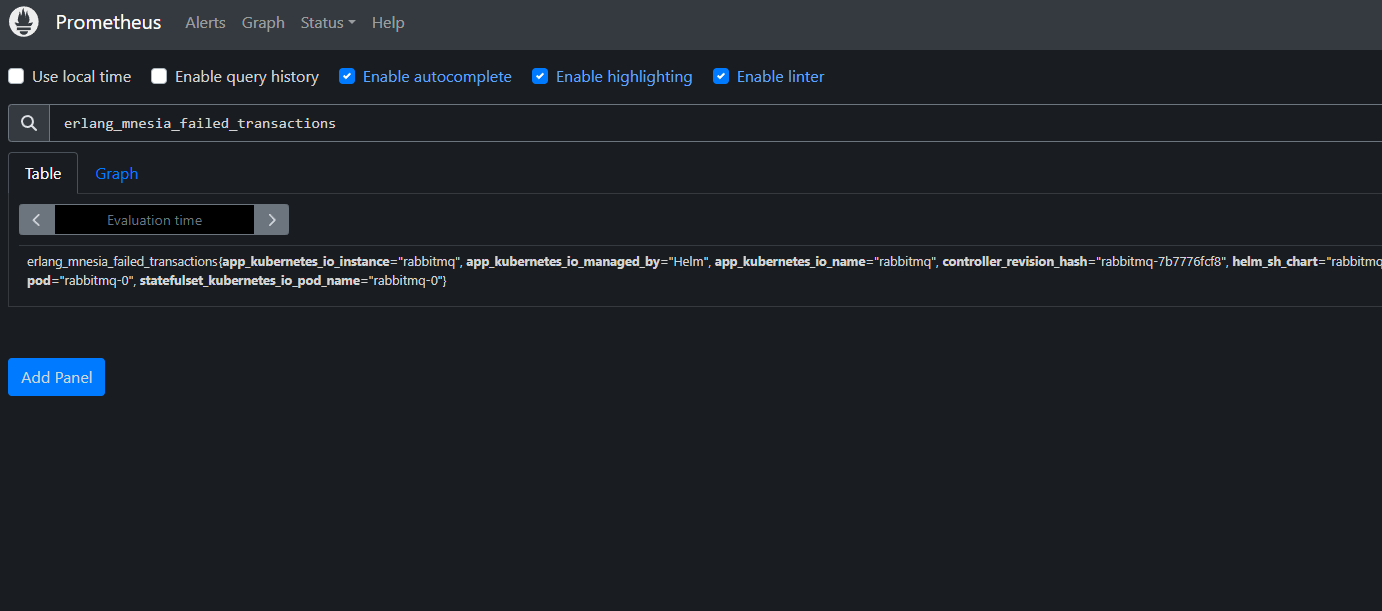 Prometheus Alerts Graph Status Help
Use local time Enable query history Enable autocomplete Enable highlighting Enable linter
erlang_mnesia_failed_transactions
Table Graph
Evaluation time
erlang_mnesia_failed_transactions{app_kubernetes_io_instance="rabbitmq", app_kubernetes_io_managed_by="Helm", app_kubernetes_io_name="rabbitmq", controller_revision_hash="rabbitmq-7b7776fcf8", helm_sh_chart="rabbitmq
pod="rabbitmq-0", statefulset_kubernetes_io_pod_name="rabbitmq-0"}
Add Panel